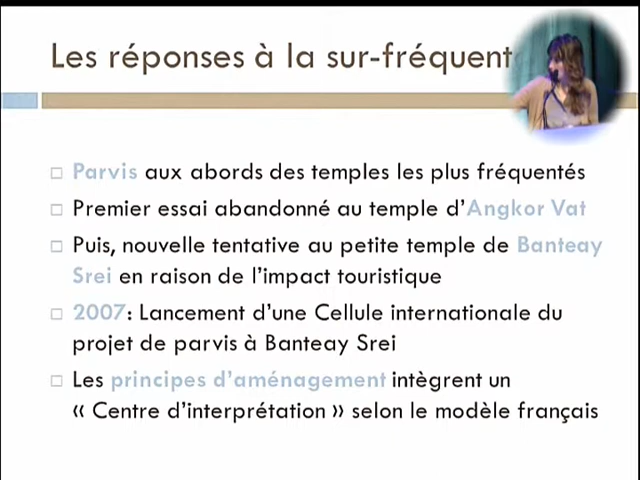 Les réponses à la sur-fréquent
□ Parvis aux abords des temples les plus fréquentés
□ Premier essai abandonné au temple d’Angkor Vat
□ Puis, nouvelle tentative au petite temple de Banteay
Srei en raison de l’impact touristique
□ 2007: Lancement d’une Cellule internationale du
projet de parvis à Banteay Srei
□ Les principes d’aménagement intègrent un
« Centre d’interprétation » selon le modèle français